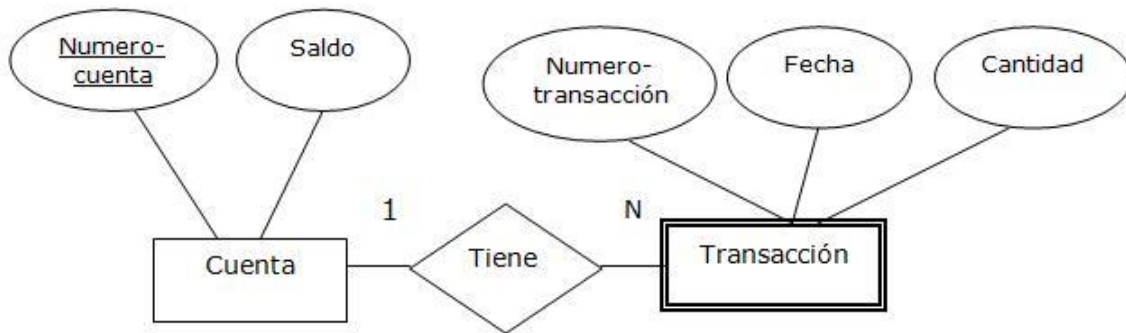 Numero-
cuenta
Saldo
Numero-
transacción
Fecha
Cantidad
1
N
Cuenta
Tiene
Transacción